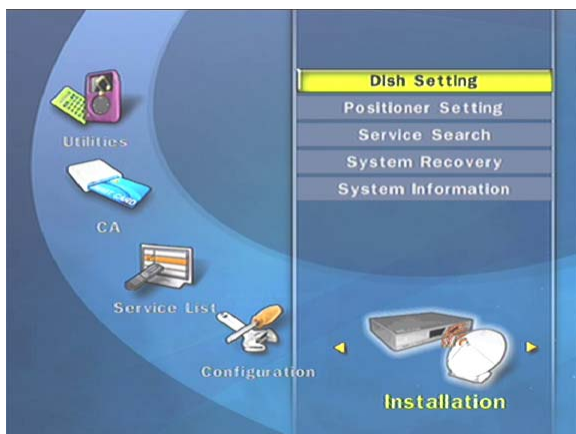 Dish Setting
Positioner Setting
Service Search
System Recovery
System Information
Utilities
CA
Service List
Configuration
Installation